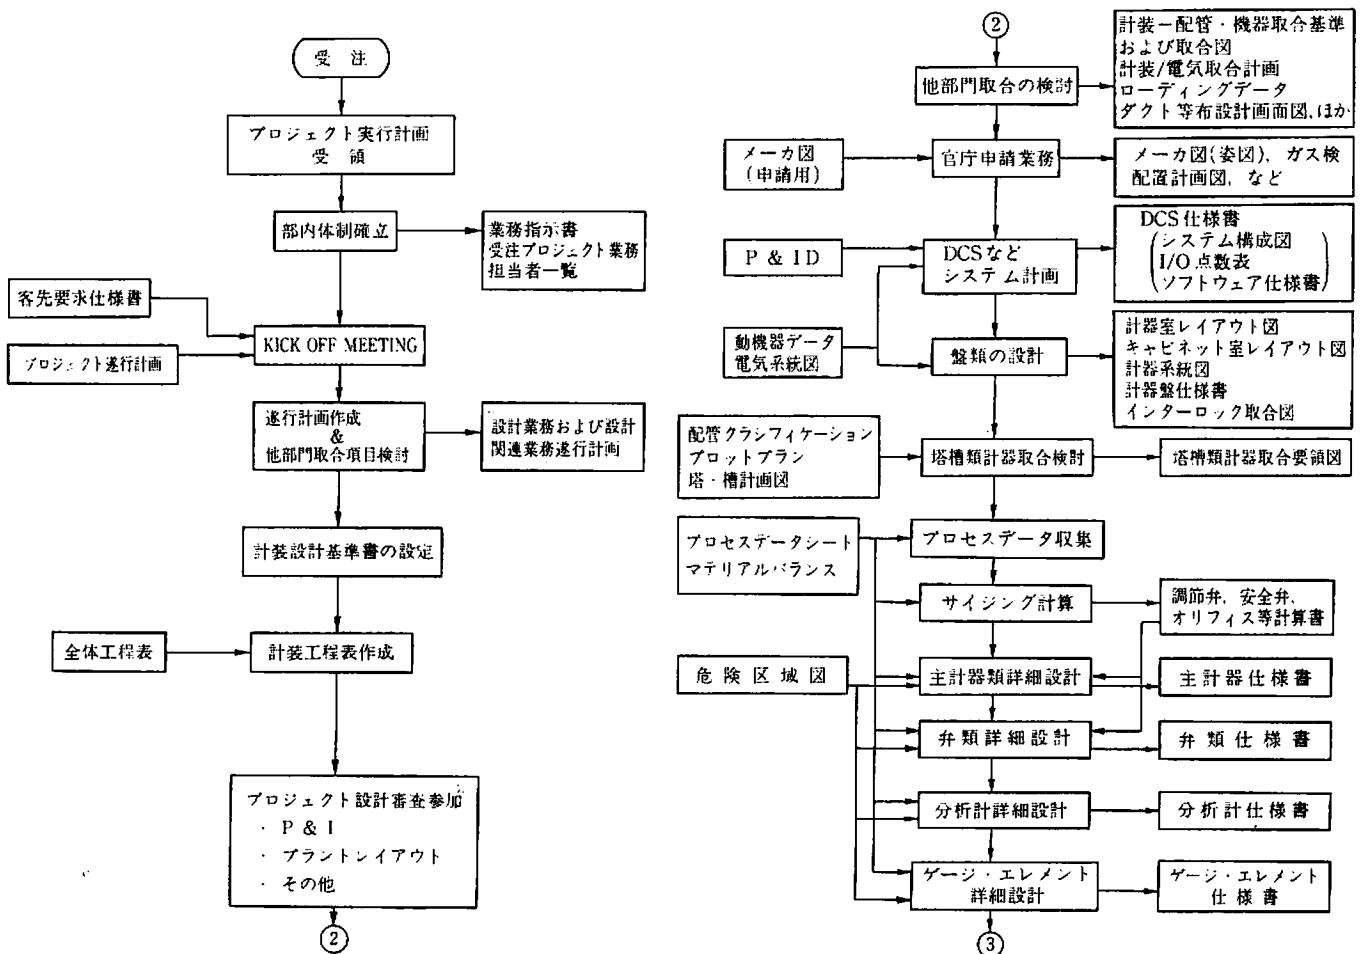 受注
プロジェクト実行計画
受領
部内体制確立
業務指示書
受注プロジェクト業務
担当者一覧
客先要求仕様書
プロジェクト遂行計画
KICK OFF MEETING
遂行計画作成
&
他部門取合項目検討
設計業務および設計
関連業務遂行計画
計装設計基準書の設定
全体工程表
計装工程表作成
プロジェクト設計審査参加
・ P & I
・ プラントレイアウト
・ その他
②
②
他部門取合の検討
計装－配管・機器取合基準
および取合図
計装/電気取合計画
ローディングデータ
ダクト等布設計画面図,ほか
メーカ図
(申請用)
官庁申請業務
メーカ図(姿図), ガス検
配置計画図, など
P & ID
DCSなど
システム計画
DCS仕様書
(システム構成図
I/O点数表
ソフトウェア仕様書)
動機器データ
電気系統図
盤類の設計
計器室レイアウト図
キャビネット室レイアウト図
計器系統図
計器盤仕様書
インターロック取合図
配管クラシフィケーション
プロットプラン
塔・槽計画図
塔槽類計器取合検討
塔槽類計器取合要領図
プロセスデータシート
マテリアルバランス
プロセスデータ収集
サイジング計算
調節弁, 安全弁,
オリフィス等計算書
危険区域図
主計器類詳細設計
主計器仕様書
弁類詳細設計
弁類仕様書
分析計詳細設計
分析計仕様書
ゲージ・エレメント
詳細設計
ゲージ・エレメント
仕様書
③